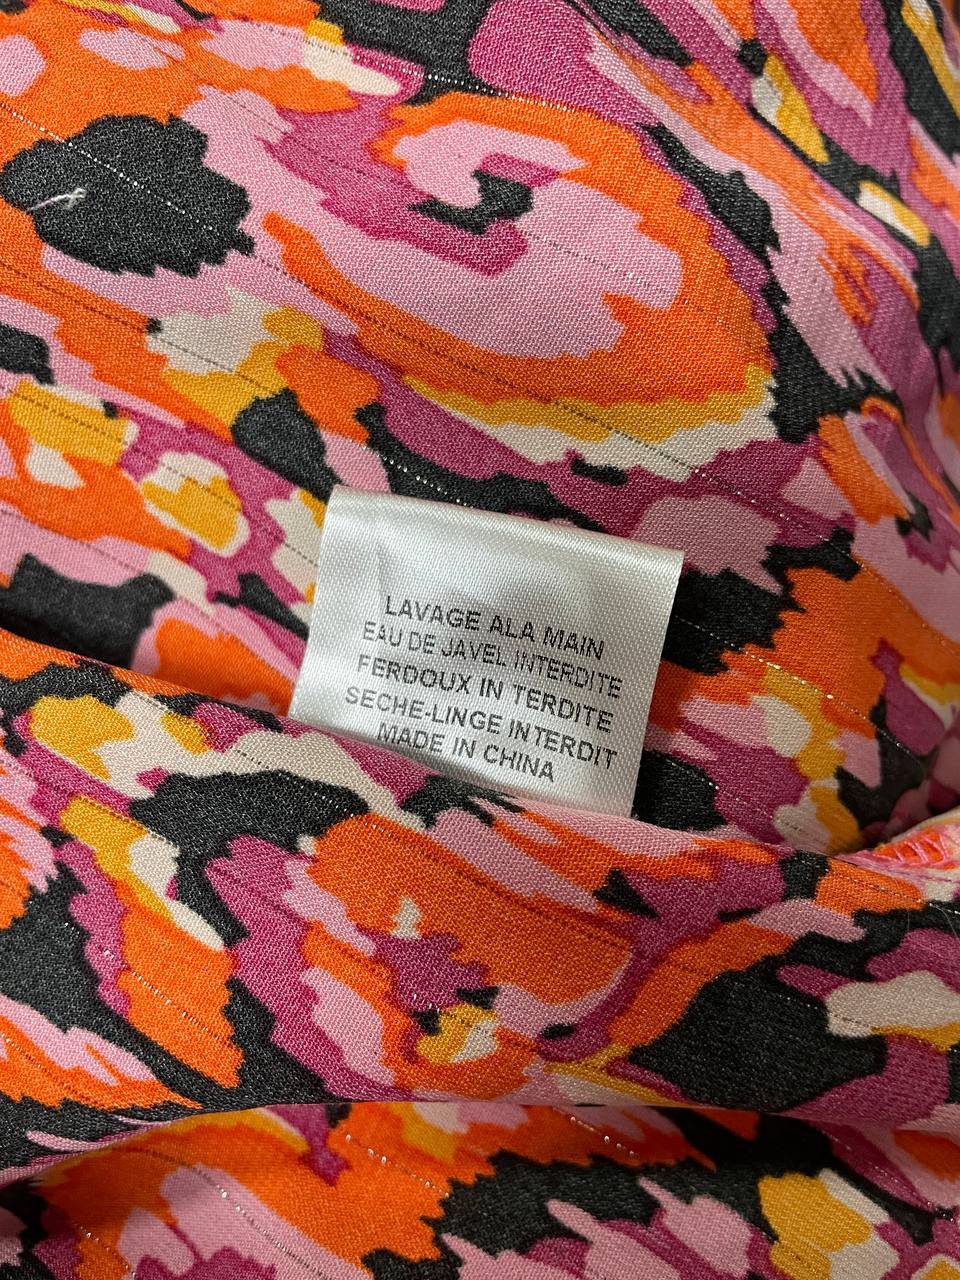 LAVAGE ALA MAIN
EAU DE JAVEL INTERDITE
FERDOUX IN TERDITE
SECHE-LINGE INTERDIT
MADE IN CHINA